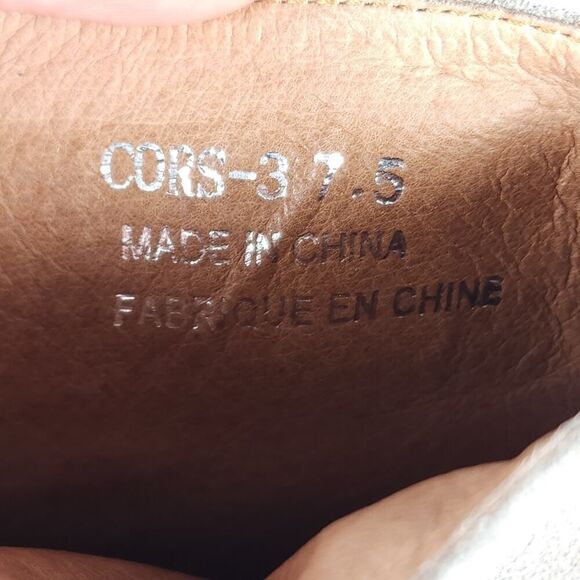 CORS-3 7.5
MADE IN CHINA
FABRIQUE EN CHINE